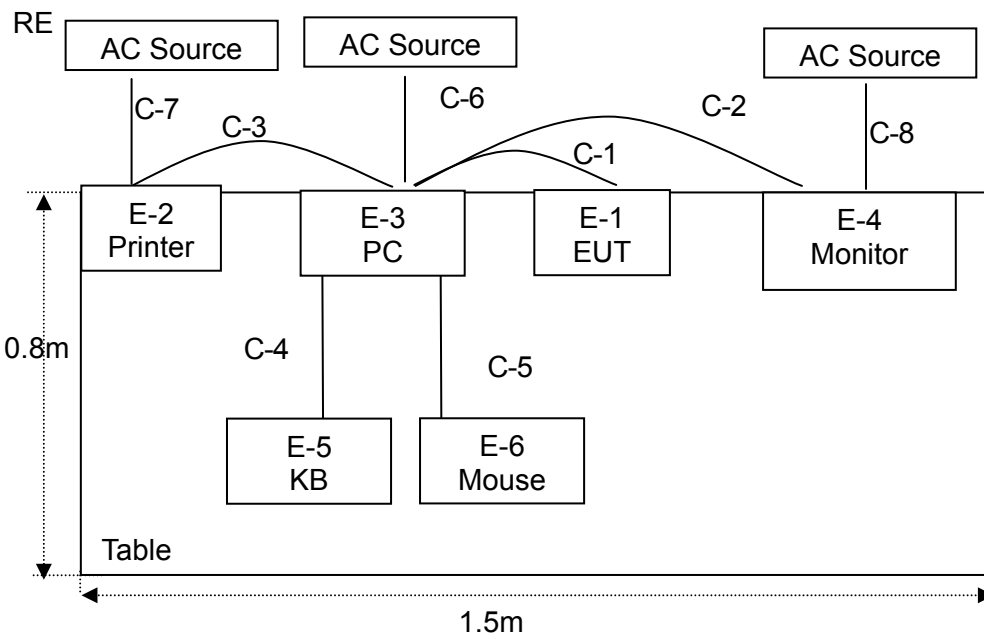 RE
AC Source
AC Source
AC Source
C-7
C-6
C-2
C-3
C-1
C-8
E-2
Printer
E-3
PC
E-1
EUT
E-4
Monitor
0.8m
C-4
C-5
E-5
KB
E-6
Mouse
Table
1.5m